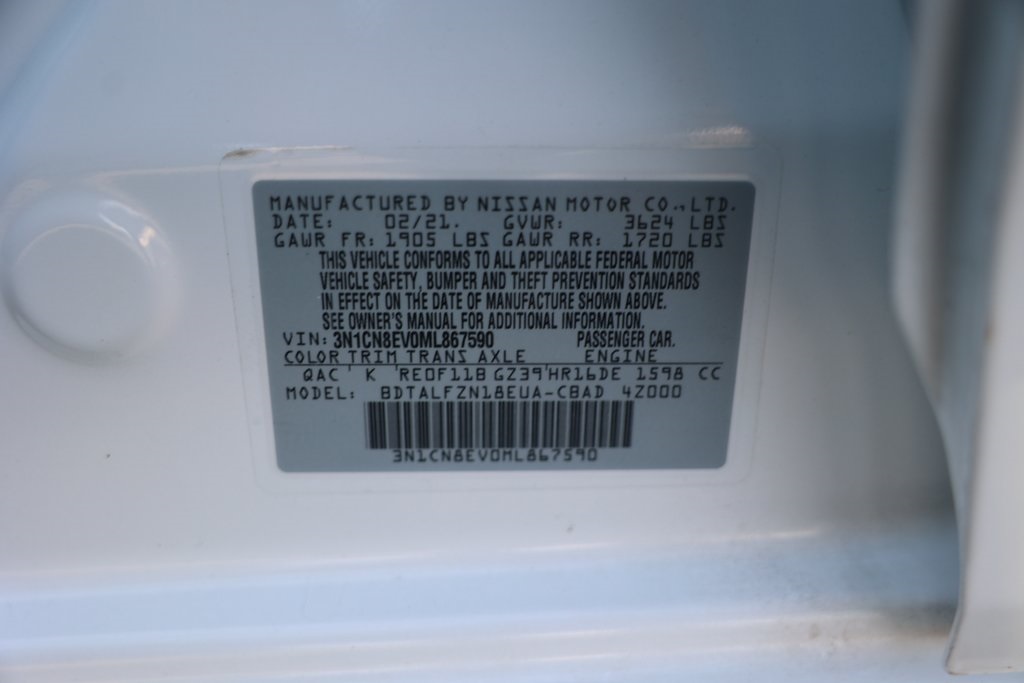 MANUFACTURED BY NISSAN MOTOR CO.,LTD.
DATE: 02/21. GVWR: 3624 LBS
GAWR FR: 1905 LBS GAWR RR: 1720 LBS
THIS VEHICLE CONFORMS TO ALL APPLICABLE FEDERAL MOTOR
VEHICLE SAFETY, BUMPER AND THEFT PREVENTION STANDARDS
IN EFFECT ON THE DATE OF MANUFACTURE SHOWN ABOVE.
SEE OWNER'S MANUAL FOR ADDITIONAL INFORMATION.
VIN: 3N1CN8EV0ML867590 PASSENGER CAR.
COLOR TRIM TRANS AXLE ENGINE
QAC K RE0F11B GZ39 HR16DE 1598 CC
MODEL: BDTALFZN18EUA-CBAD 4Z000
3N1CN8EV0ML867590